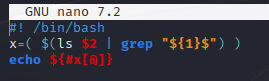 GNU nano 7.2
#! /bin/bash
x=( $(ls $2 | grep "${1}$") )
echo ${#x[@]}